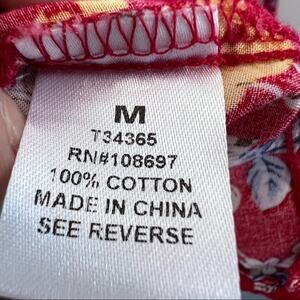 M
T34365
RN#108697
100% COTTON
MADE IN CHINA
SEE REVERSE